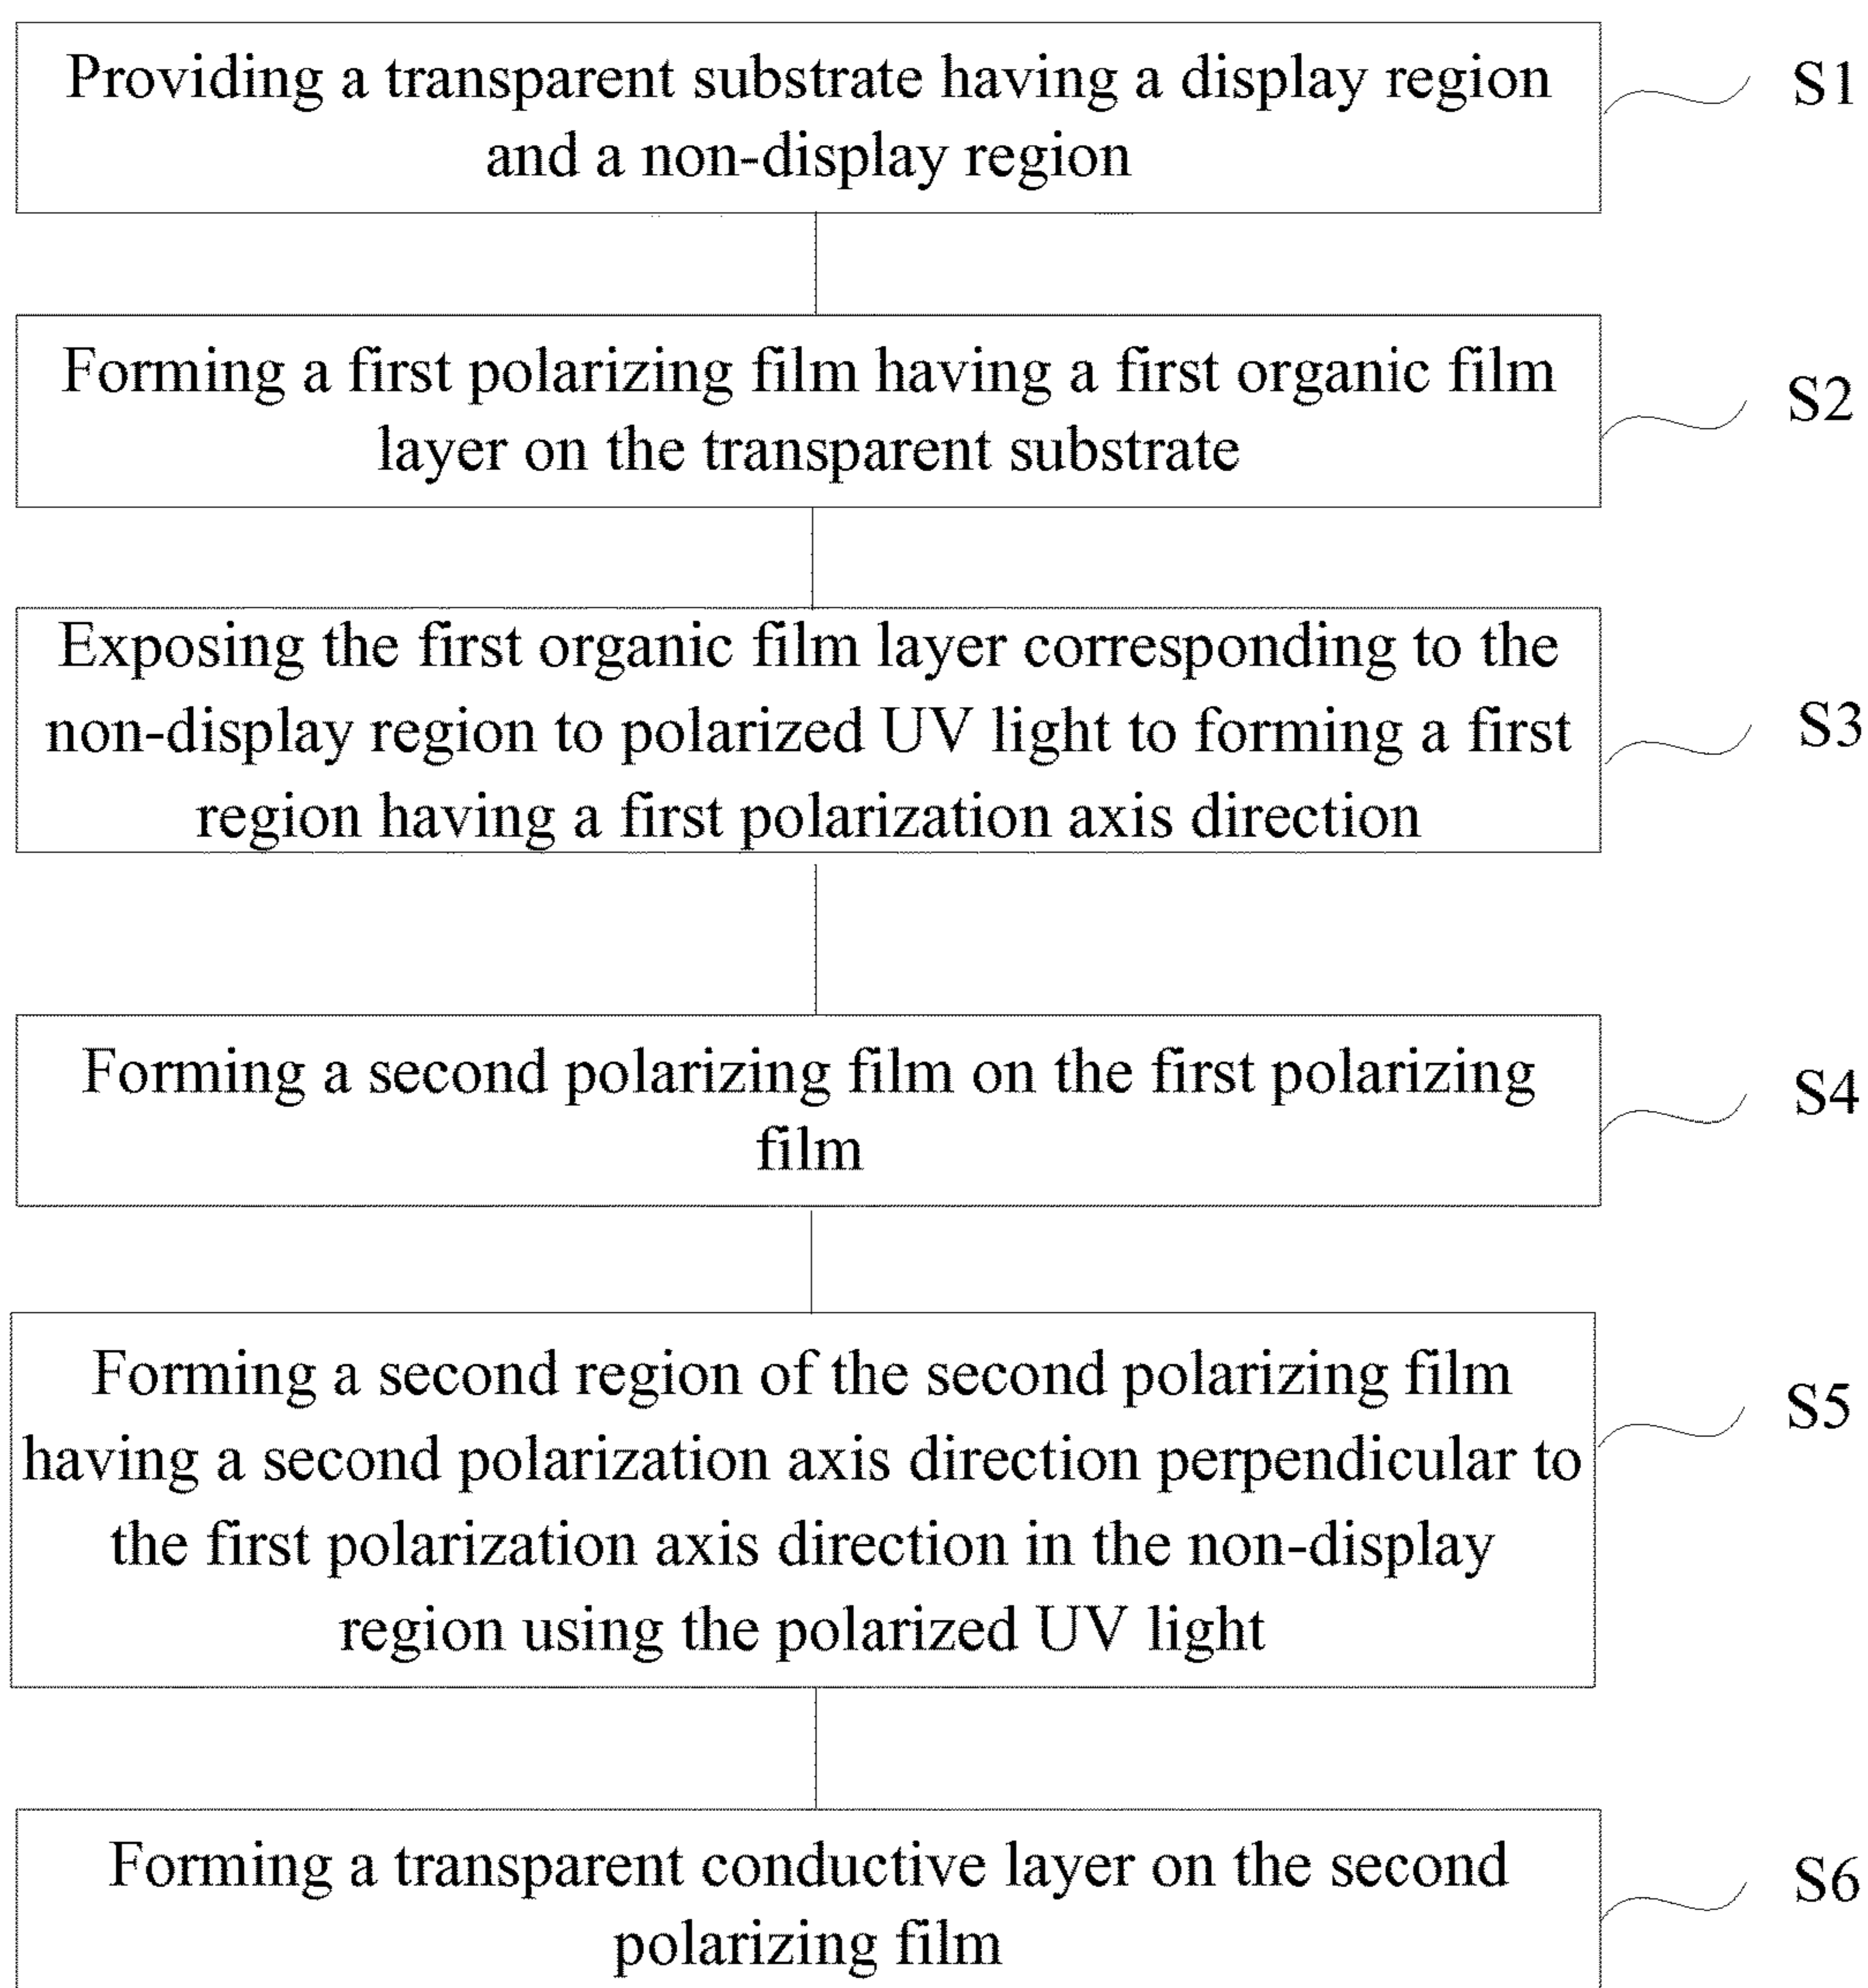 Providing a transparent substrate having a display region
and a non-display region
S1
Forming a first polarizing film having a first organic film
layer on the transparent substrate
S2
Exposing the first organic film layer corresponding to the
non-display region to polarized UV light to forming a first
region having a first polarization axis direction
S3
Forming a second polarizing film on the first polarizing
film
S4
Forming a second region of the second polarizing film
having a second polarization axis direction perpendicular to
the first polarization axis direction in the non-display
region using the polarized UV light
S5
Forming a transparent conductive layer on the second
polarizing film
S6